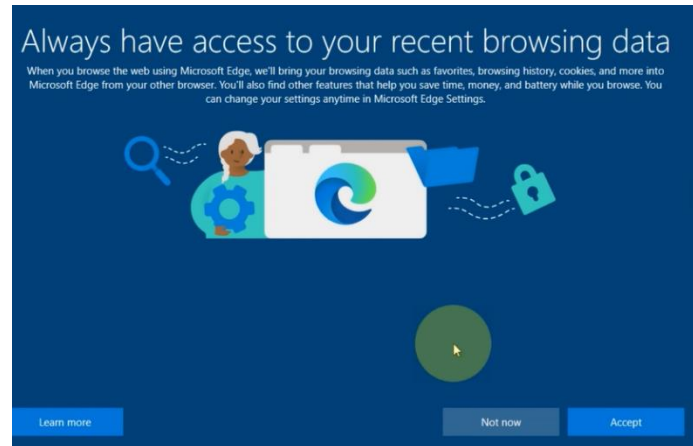 Always have access to your recent browsing data
When you browse the web using Microsoft Edge, we'll bring your browsing data such as favorites, browsing history, cookies, and more into
Microsoft Edge from your other browser. You'll also find other features that help you save time, money, and battery while you browse. You
can change your settings anytime in Microsoft Edge Settings.
Learn more
Not now
Accept